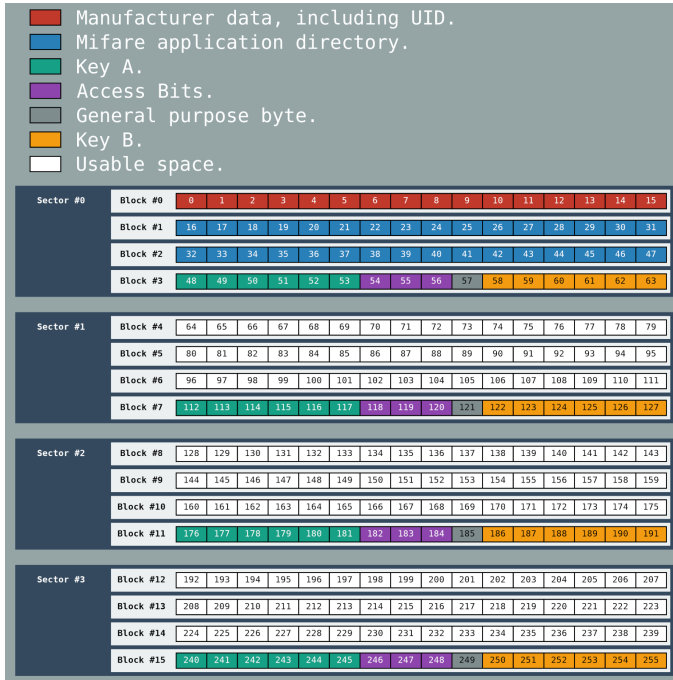 Manufacturer data, including UID.
Mifare application directory.
Key A.
Access Bits.
General purpose byte.
Key B.
Usable space.
Sector #0 Block #0 0 1 2 3 4 5 6 7 8 9 10 11 12 13 14 15
Block #1 16 17 18 19 20 21 22 23 24 25 26 27 28 29 30 31
Block #2 32 33 34 35 36 37 38 39 40 41 42 43 44 45 46 47
Block #3 48 49 50 51 52 53 54 55 56 57 58 59 60 61 62 63
Sector #1 Block #4 64 65 66 67 68 69 70 71 72 73 74 75 76 77 78 79
Block #5 80 81 82 83 84 85 86 87 88 89 90 91 92 93 94 95
Block #6 96 97 98 99 100 101 102 103 104 105 106 107 108 109 110 111
Block #7 112 113 114 115 116 117 118 119 120 121 122 123 124 125 126 127
Sector #2 Block #8 128 129 130 131 132 133 134 135 136 137 138 139 140 141 142 143
Block #9 144 145 146 147 148 149 150 151 152 153 154 155 156 157 158 159
Block #10 160 161 162 163 164 165 166 167 168 169 170 171 172 173 174 175
Block #11 176 177 178 179 180 181 182 183 184 185 186 187 188 189 190 191
Sector #3 Block #12 192 193 194 195 196 197 198 199 200 201 202 203 204 205 206 207
Block #13 208 209 210 211 212 213 214 215 216 217 218 219 220 221 222 223
Block #14 224 225 226 227 228 229 230 231 232 233 234 235 236 237 238 239
Block #15 240 241 242 243 244 245 246 247 248 249 250 251 252 253 254 255